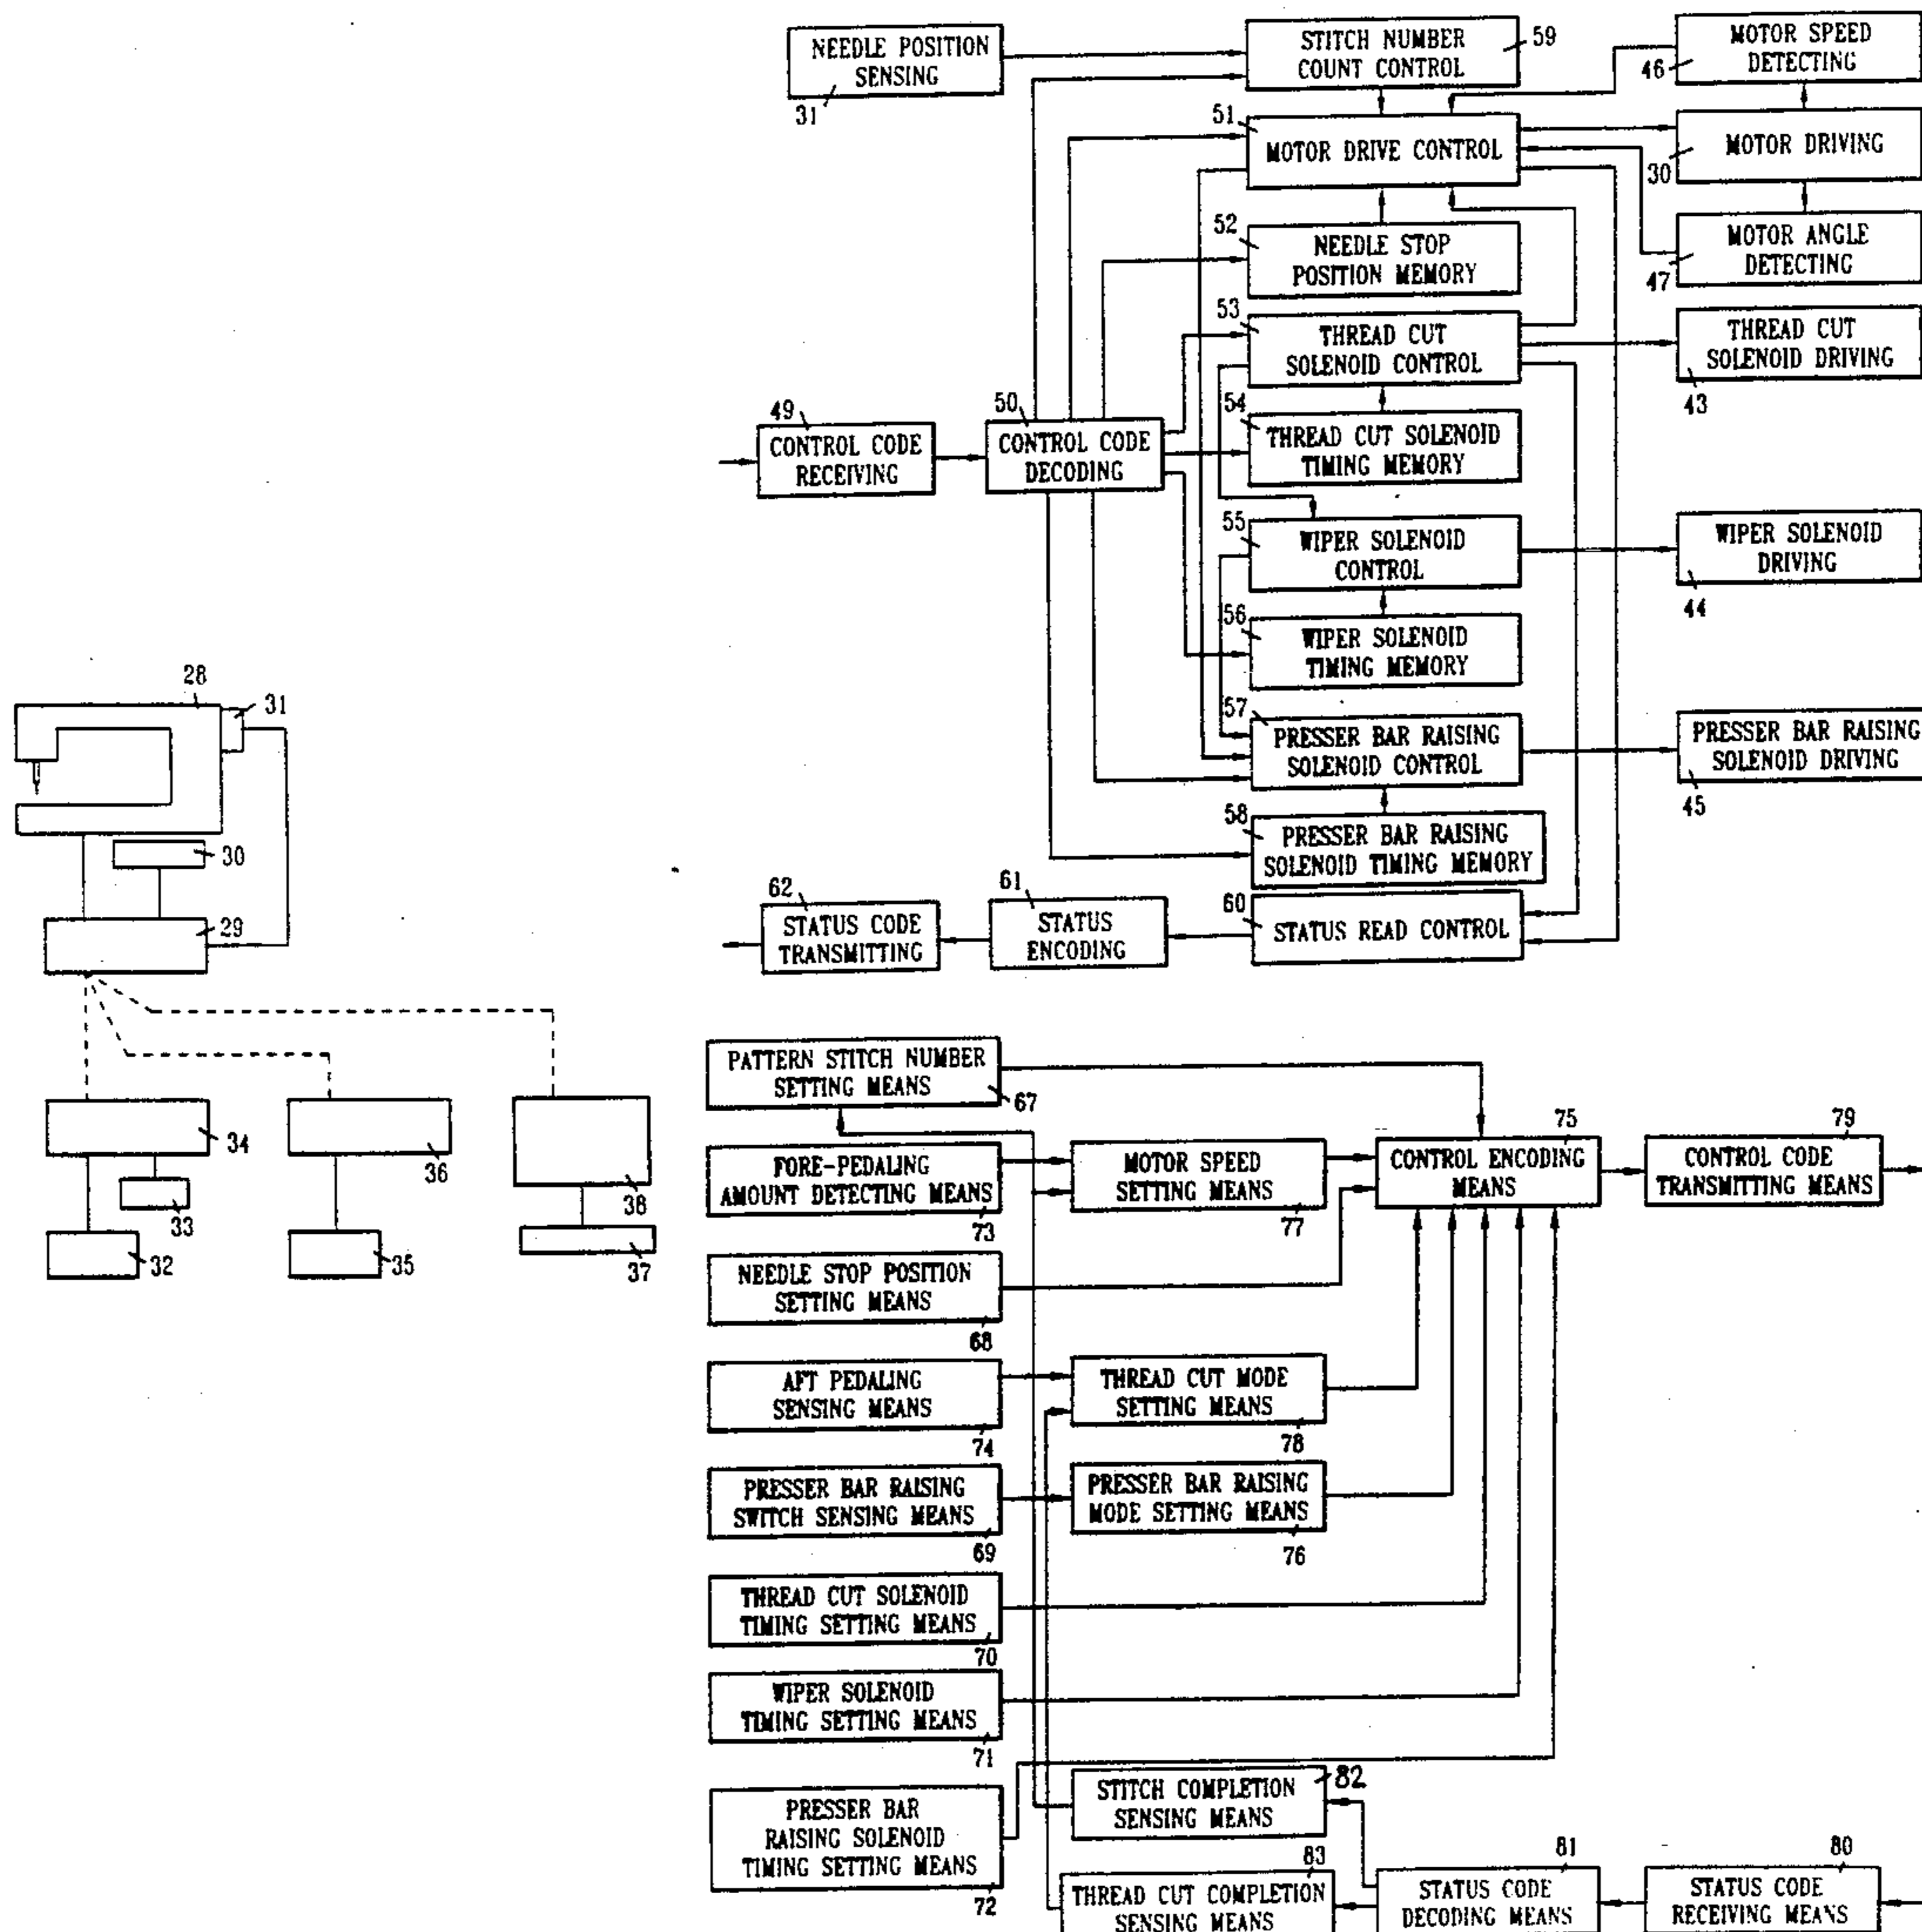 NEEDLE POSITION
SENSING
31
STITCH NUMBER
COUNT CONTROL
59
MOTOR SPEED
DETECTING
46
51
MOTOR DRIVE CONTROL
MOTOR DRIVING
30
52
NEEDLE STOP
POSITION MEMORY
MOTOR ANGLE
DETECTING
47
53
THREAD CUT
SOLENOID CONTROL
THREAD CUT
SOLENOID DRIVING
43
49
CONTROL CODE
RECEIVING
50
CONTROL CODE
DECODING
54
THREAD CUT SOLENOID
TIMING MEMORY
55
WIPER SOLENOID
CONTROL
WIPER SOLENOID
DRIVING
44
56
WIPER SOLENOID
TIMING MEMORY
57
PRESSER BAR RAISING
SOLENOID CONTROL
PRESSER BAR RAISING
SOLENOID DRIVING
45
58
PRESSER BAR RAISING
SOLENOID TIMING MEMORY
62
STATUS CODE
TRANSMITTING
61
STATUS
ENCODING
60
STATUS READ CONTROL
28
31
30
29
34
33
32
36
35
38
37
PATTERN STITCH NUMBER
SETTING MEANS
67
FORE-PEDALING
AMOUNT DETECTING MEANS
73
MOTOR SPEED
SETTING MEANS
77
75
CONTROL ENCODING
MEANS
79
CONTROL CODE
TRANSMITTING MEANS
NEEDLE STOP POSITION
SETTING MEANS
68
AFT PEDALING
SENSING MEANS
74
THREAD CUT MODE
SETTING MEANS
78
PRESSER BAR RAISING
SWITCH SENSING MEANS
69
PRESSER BAR RAISING
MODE SETTING MEANS
76
THREAD CUT SOLENOID
TIMING SETTING MEANS
70
WIPER SOLENOID
TIMING SETTING MEANS
71
PRESSER BAR
RAISING SOLENOID
TIMING SETTING MEANS
72
STITCH COMPLETION
SENSING MEANS
82
83
THREAD CUT COMPLETION
SENSING MEANS
81
STATUS CODE
DECODING MEANS
80
STATUS CODE
RECEIVING MEANS